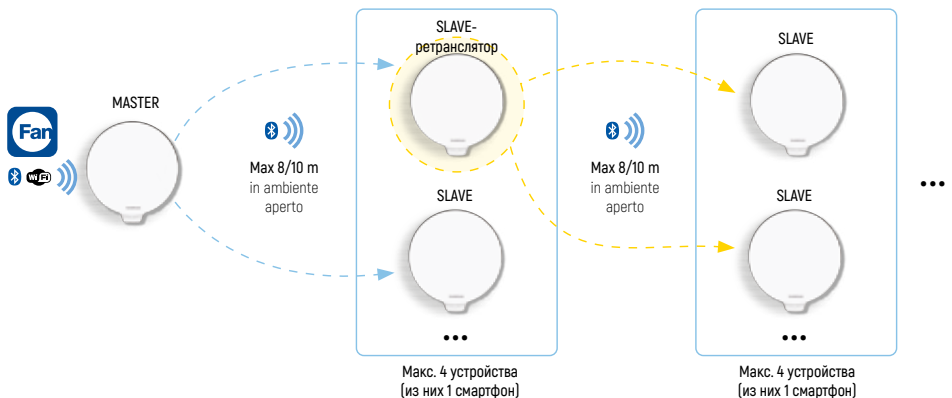 Fan
WiFi
MASTER
Max 8/10 m
in ambiente
aperto
SLAVE-
ретранслятор
SLAVE
•••
Макс. 4 устройства
(из них 1 смартфон)
Max 8/10 m
in ambiente
aperto
SLAVE
SLAVE
•••
Макс. 4 устройства
(из них 1 смартфон)
•••